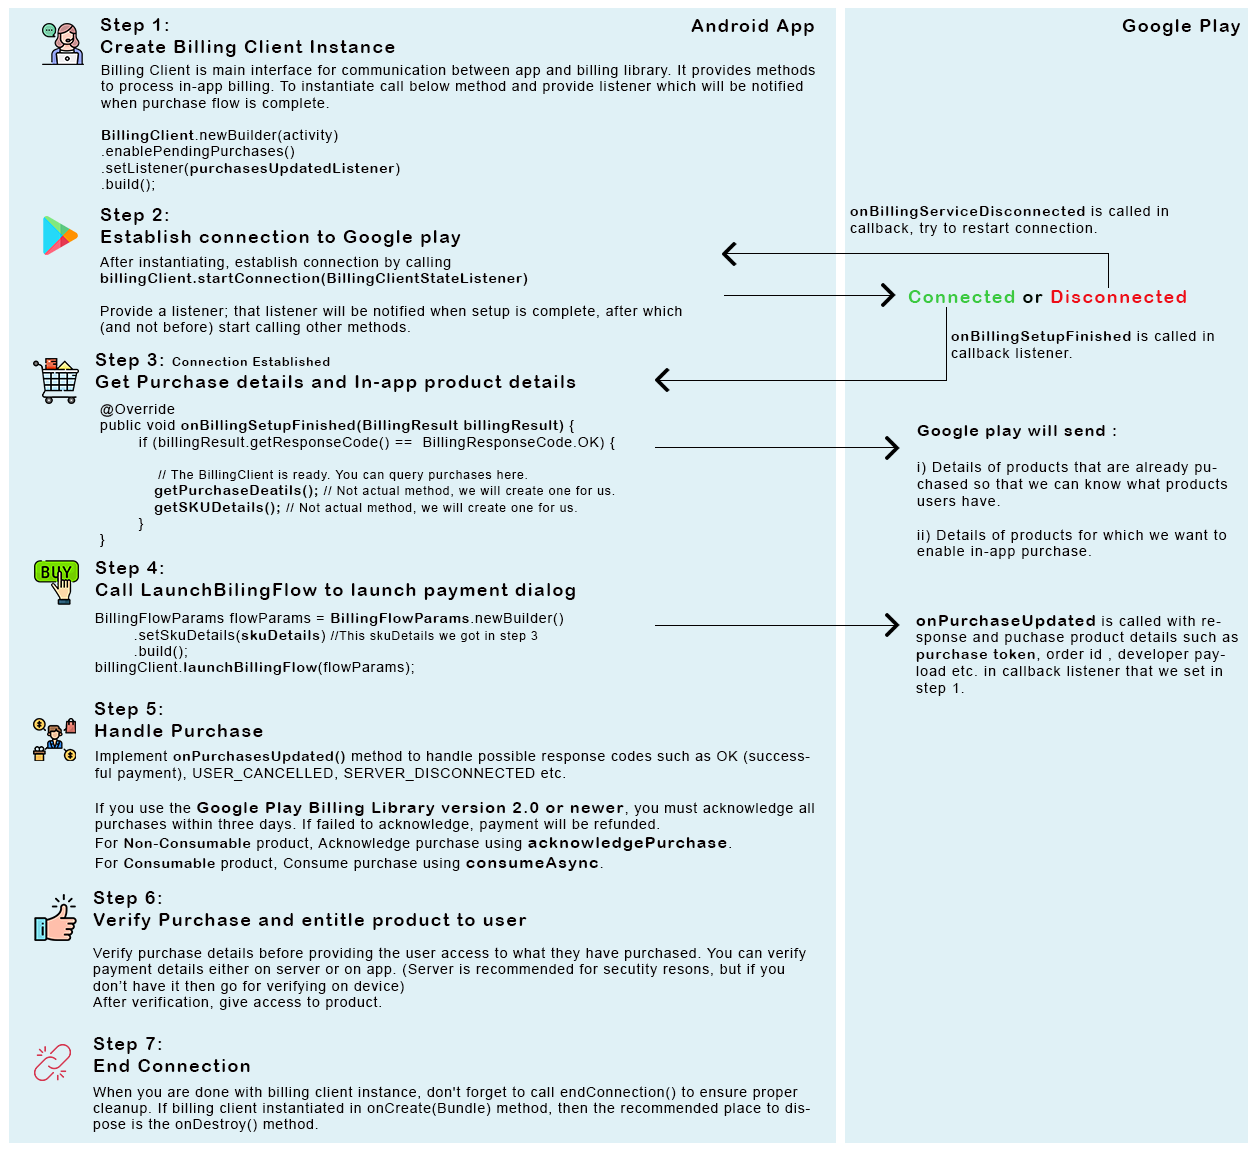 Step 1:
Create Billing Client Instance
Android App
Google Play
Billing Client is main interface for communication between app and billing library. It provides methods
to process in-app billing. To instantiate call below method and provide listener which will be notified
when purchase flow is complete.
BillingClient.newBuilder(activity)
.enablePendingPurchases()
.setListener(purchasesUpdatedListener)
.build();
Step 2:
Establish connection to Google play
After instantiating, establish connection by calling
billingClient.startConnection(BillingClientStateListener)
Provide a listener; that listener will be notified when setup is complete, after which
(and not before) start calling other methods.
onBillingServiceDisconnected is called in
callback, try to restart connection.
Connected or Disconnected
onBillingSetupFinished is called in
callback listener.
Step 3: Connection Established
Get Purchase details and In-app product details
@Override
public void onBillingSetupFinished(BillingResult billingResult) {
if (billingResult.getResponseCode() == BillingResponseCode.OK) {
// The BillingClient is ready. You can query purchases here.
getPurchaseDeatils(); // Not actual method, we will create one for us.
getSKUDetails(); // Not actual method, we will create one for us.
}
}
Google play will send :
i) Details of products that are already pu-
chased so that we can know what products
users have.
ii) Details of products for which we want to
enable in-app purchase.
BUY
Step 4:
Call LaunchBilingFlow to launch payment dialog
BillingFlowParams flowParams = BillingFlowParams.newBuilder()
.setSkuDetails(skuDetails) //This skuDetails we got in step 3
.build();
billingClient.launchBillingFlow(flowParams);
onPurchaseUpdated is called with re-
sponse and puchase product details such as
purchase token, order id , developer pay-
load etc. in callback listener that we set in
step 1.
Step 5:
Handle Purchase
Implement onPurchasesUpdated() method to handle possible response codes such as OK (success-
ful payment), USER_CANCELLED, SERVER_DISCONNECTED etc.
If you use the Google Play Billing Library version 2.0 or newer, you must acknowledge all
purchases within three days. If failed to acknowledge, payment will be refunded.
For Non-Consumable product, Acknowledge purchase using acknowledgePurchase.
For Consumable product, Consume purchase using consumeAsync.
Step 6:
Verify Purchase and entitle product to user
Verify purchase details before providing the user access to what they have purchased. You can verify
payment details either on server or on app. (Server is recommended for secutity resons, but if you
don't have it then go for verifying on device)
After verification, give access to product.
Step 7:
End Connection
When you are done with billing client instance, don't forget to call endConnection() to ensure proper
cleanup. If billing client instantiated in onCreate(Bundle) method, then the recommended place to dis-
pose is the onDestroy() method.